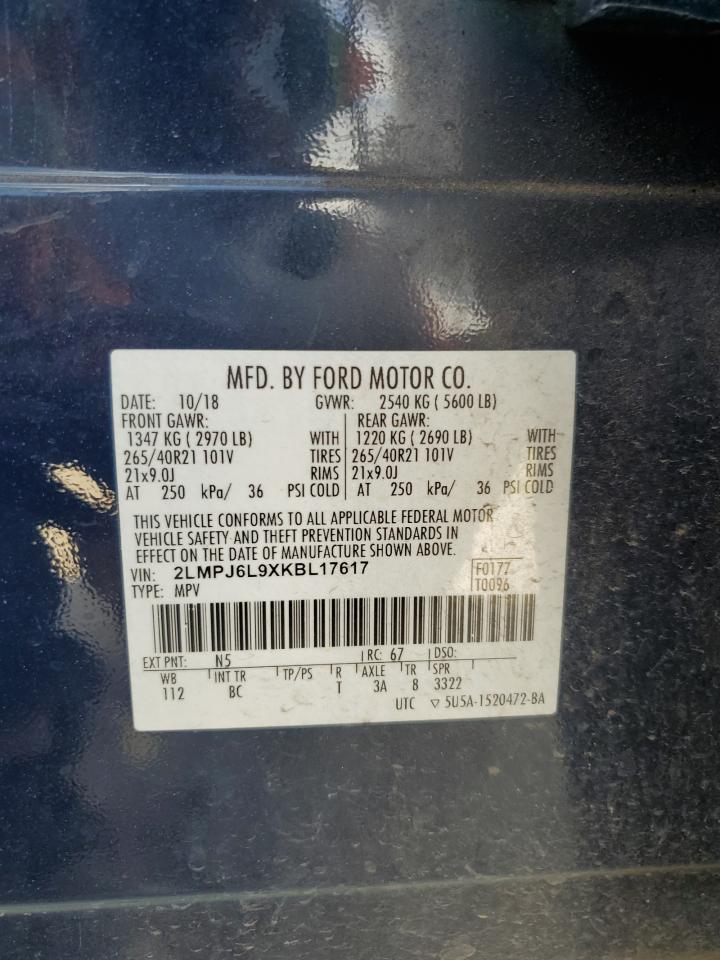 MFD. BY FORD MOTOR CO.
DATE: 10/18 GVWR: 2540 KG ( 5600 LB)
FRONT GAWR: REAR GAWR:
1347 KG ( 2970 LB) WITH 1220 KG ( 2690 LB) WITH
265/40R21 101V TIRES 265/40R21 101V TIRES
21x9.0J RIMS 21x9.0J RIMS
AT 250 kPa/ 36 PSI COLD AT 250 kPa/ 36 PSI COLD
THIS VEHICLE CONFORMS TO ALL APPLICABLE FEDERAL MOTOR
VEHICLE SAFETY AND THEFT PREVENTION STANDARDS IN
EFFECT ON THE DATE OF MANUFACTURE SHOWN ABOVE.
VIN: 2LMPJ6L9XKBL17617 F0177
TYPE: MPV T0096
EXT PNT: N5 RC: 67 DSO:
WB INT TR TP/PS R AXLE TR SPR
112 BC T 3A 8 3322
UTC ▽ 5U5A-1520472-BA